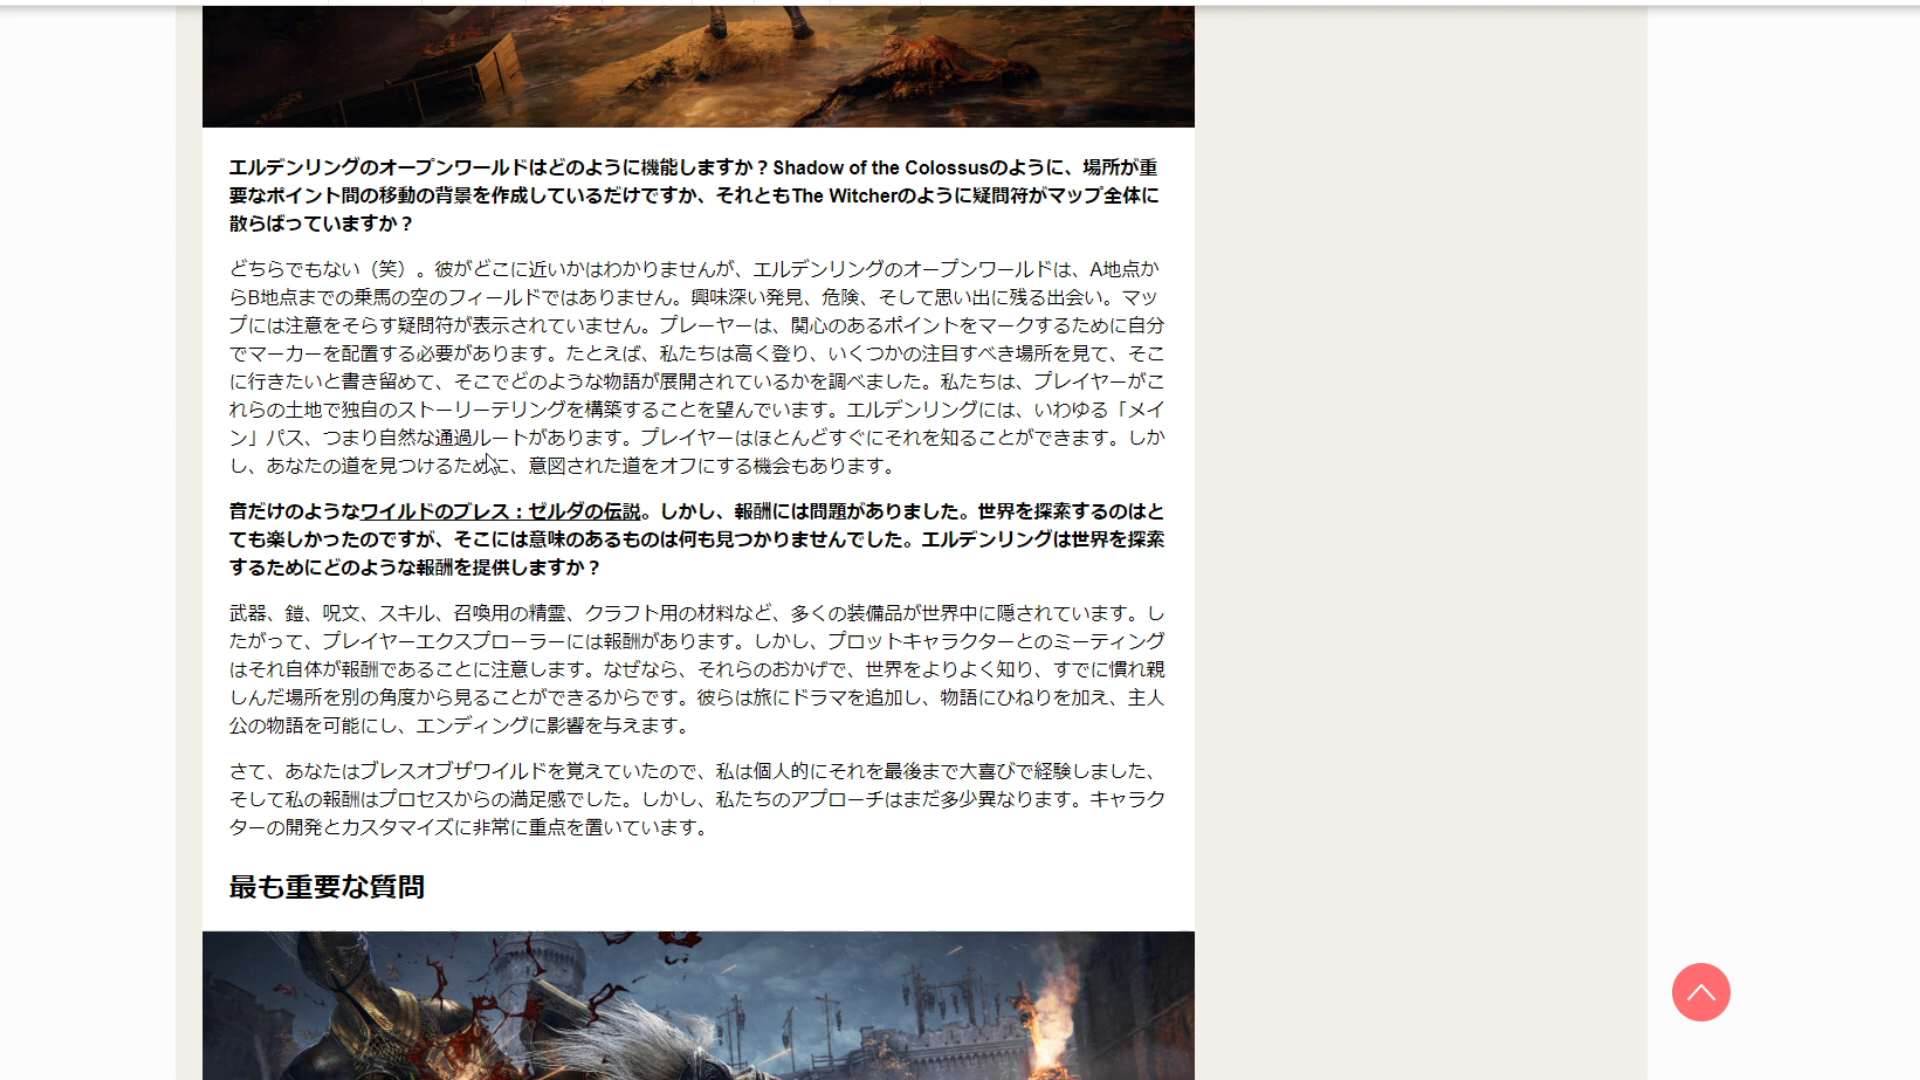 エルデンリングのオープンワールドはどのように機能しますか？Shadow of the Colossusのように、場所が重
要なポイント間の移動の背景を作成しているだけですか、それともThe Witcherのように疑問符がマップ全体に
散らばっていますか？
どちらでもない（笑）。彼がどこに近いかはわかりませんが、エルデンリングのオープンワールドは、A地点か
らB地点までの乗馬の空のフィールドではありません。興味深い発見、危険、そして思い出に残る出会い。マッ
プには注意をそらす疑問符が表示されていません。プレーヤーは、関心のあるポイントをマークするために自分
でマーカーを配置する必要があります。たとえば、私たちは高く登り、いくつかの注目すべき場所を見て、そこ
に行きたいと書き留めて、そこでどのような物語が展開されているかを調べました。私たちは、プレイヤーがこ
れらの土地で独自のストーリーテリングを構築することを望んでいます。エルデンリングには、いわゆる「メイ
ン」パス、つまり自然な通過ルートがあります。プレイヤーはほとんどすぐにそれを知ることができます。しか
し、あなたの道を見つけるために、意図された道をオフにする機会もあります。
音だけのようなワイルドのブレス：ゼルダの伝説。しかし、報酬には問題がありました。世界を探索するのはと
ても楽しかったのですが、そこには意味のあるものは何も見つかりませんでした。エルデンリングは世界を探索
するためにどのような報酬を提供しますか？
武器、鎧、呪文、スキル、召喚用の精霊、クラフト用の材料など、多くの装備品が世界中に隠されています。し
たがって、プレイヤーエクスプローラーには報酬があります。しかし、プロットキャラクターとのミーティング
はそれ自体が報酬であることに注意します。なぜなら、それらのおかげで、世界をよりよく知り、すでに慣れ親
しんだ場所を別の角度から見ることができるからです。彼らは旅にドラマを追加し、物語にひねりを加え、主人
公の物語を可能にし、エンディングに影響を与えます。
さて、あなたはブレスオブザワイルドを覚えていたので、私は個人的にそれを最後まで大喜びで経験しました、
そして私の報酬はプロセスからの満足感でした。しかし、私たちのアプローチはまだ多少異なります。キャラク
ターの開発とカスタマイズに非常に重点を置いています。
最も重要な質問